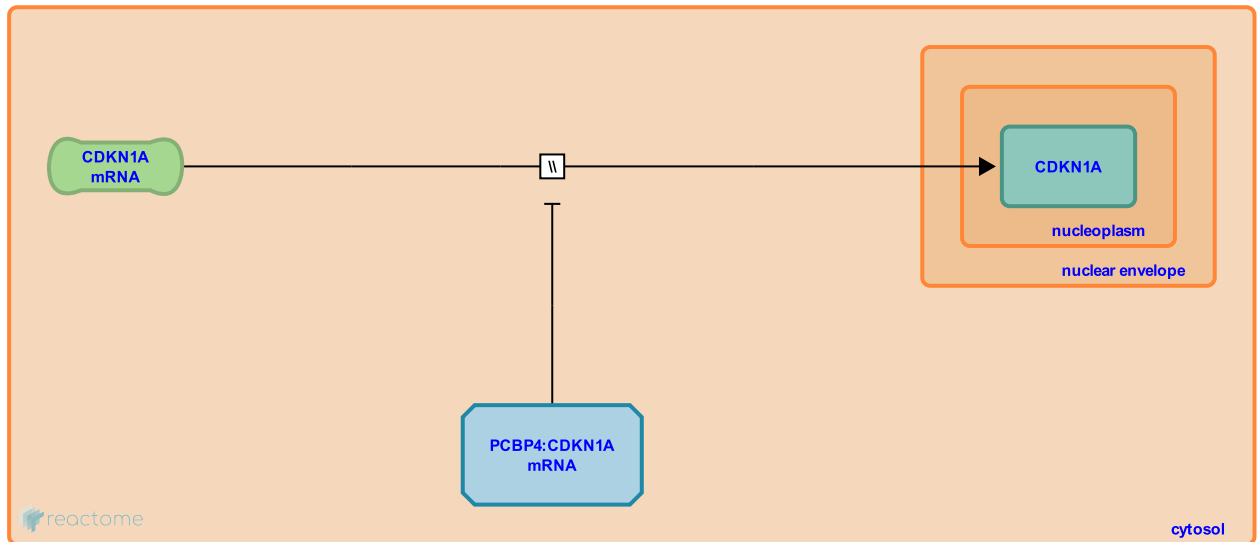 CDKN1A
mRNA
\\
CDKN1A
nucleoplasm
nuclear envelope
PCBP4:CDKN1A
mRNA
reactome
cytosol